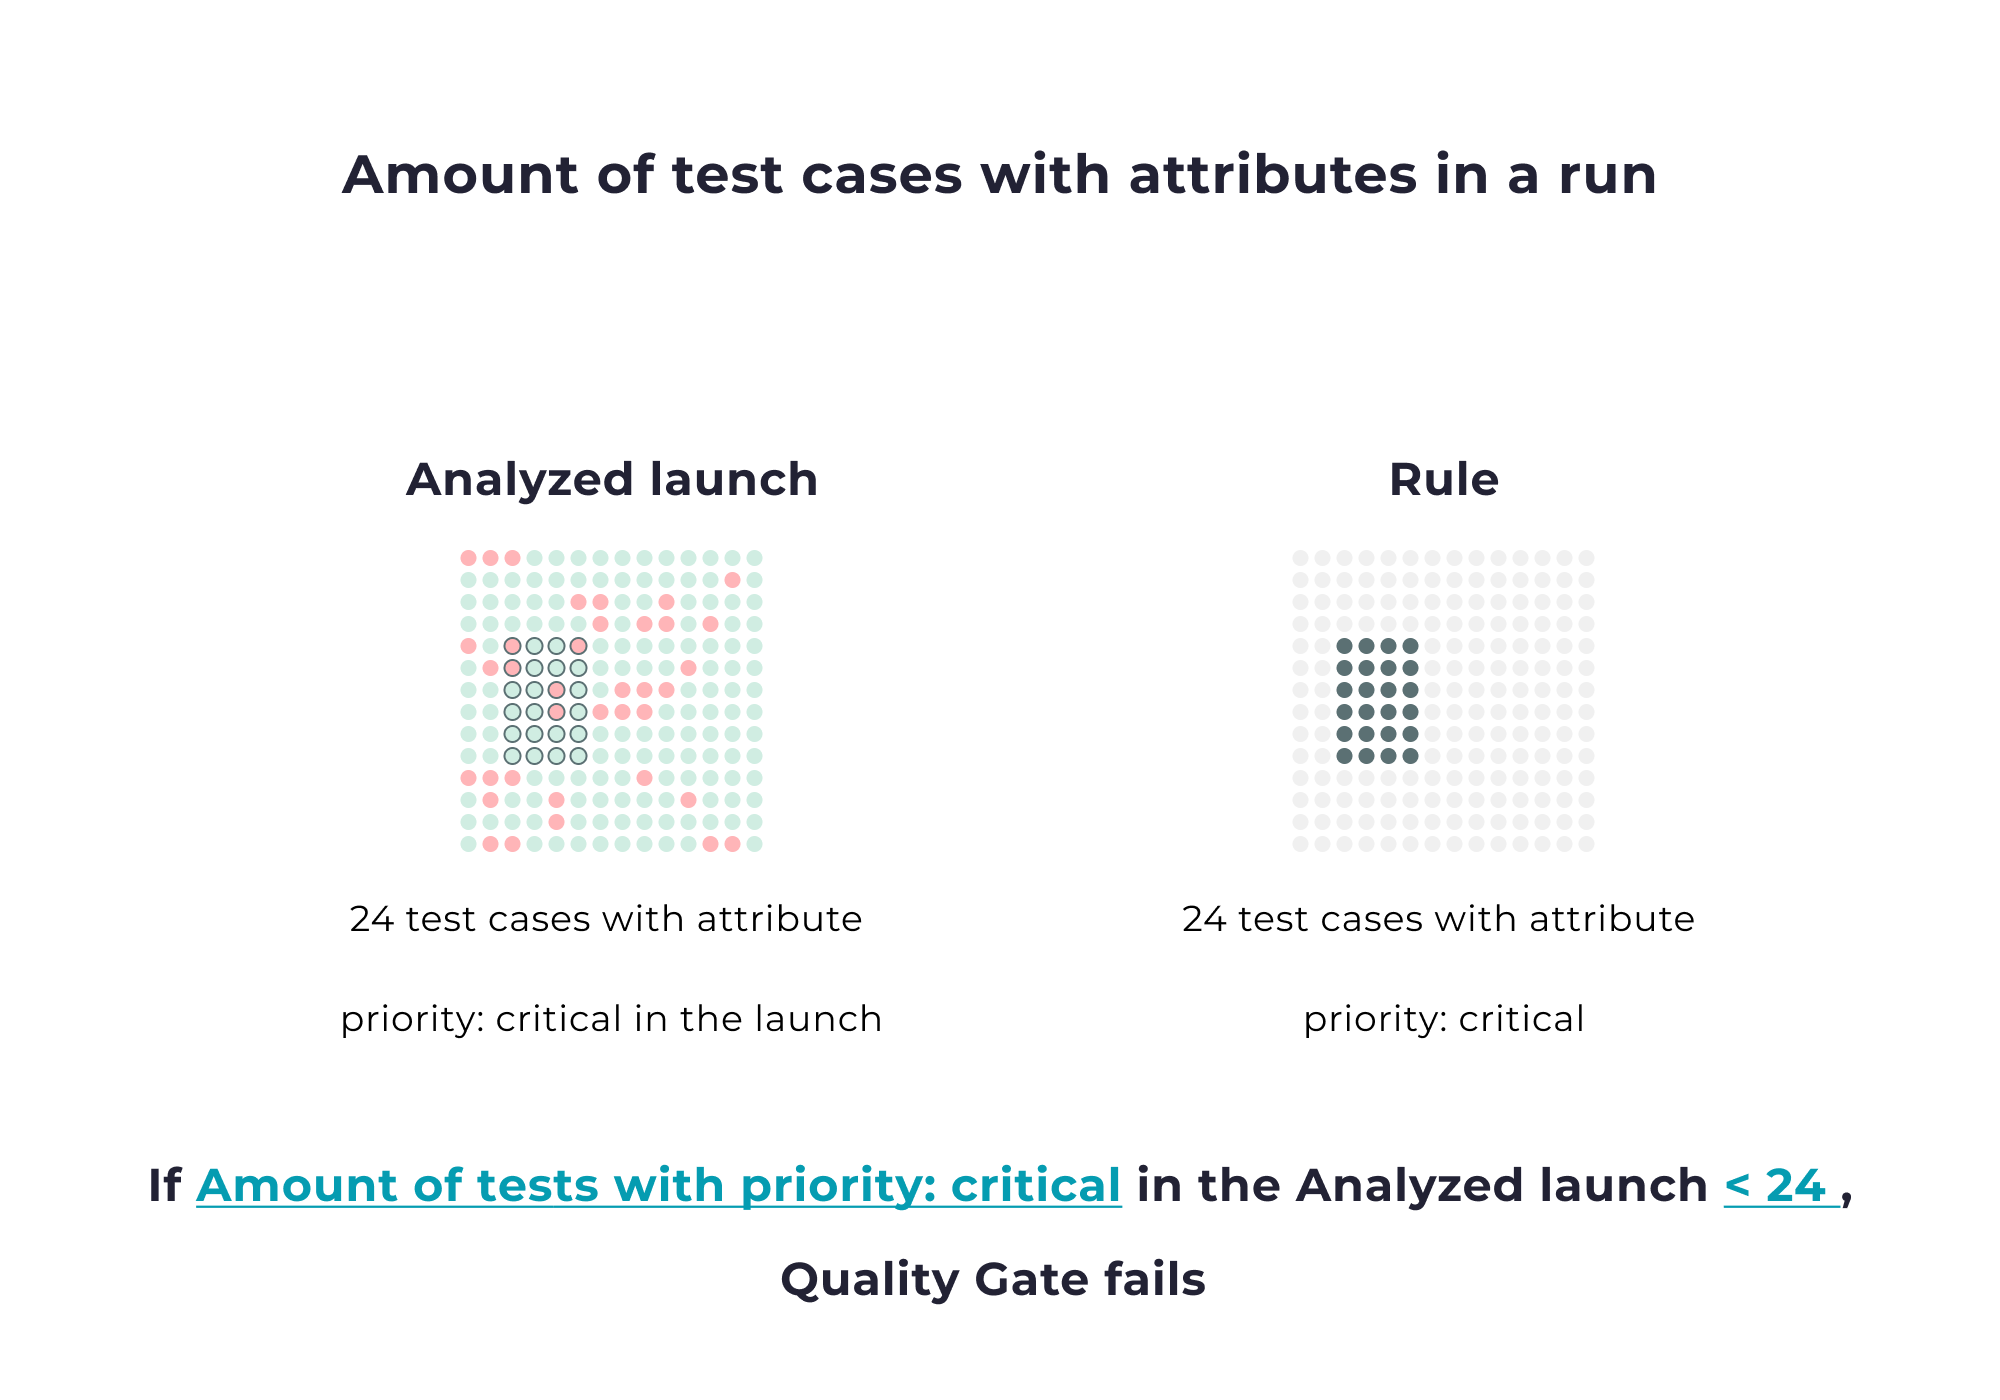 Amount of test cases with attributes in a run
Analyzed launch
Rule
24 test cases with attribute
priority: critical in the launch
24 test cases with attribute
priority: critical
If Amount of tests with priority: critical in the Analyzed launch < 24 ,
Quality Gate fails